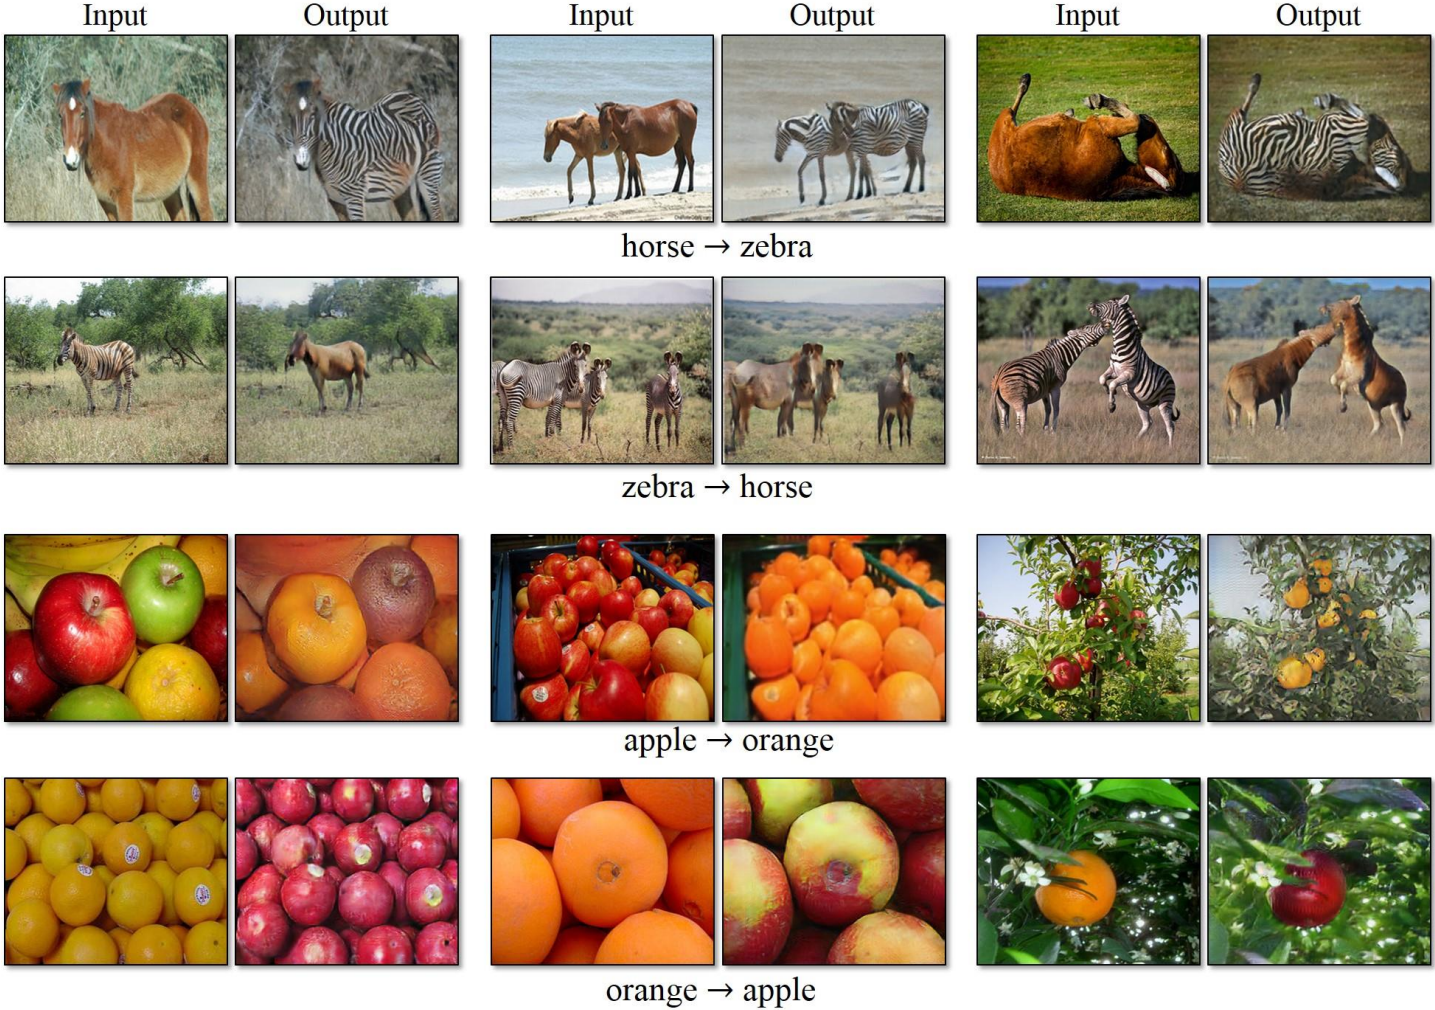 Input Output Input Output Input Output
horse → zebra
zebra → horse
apple → orange
orange → apple